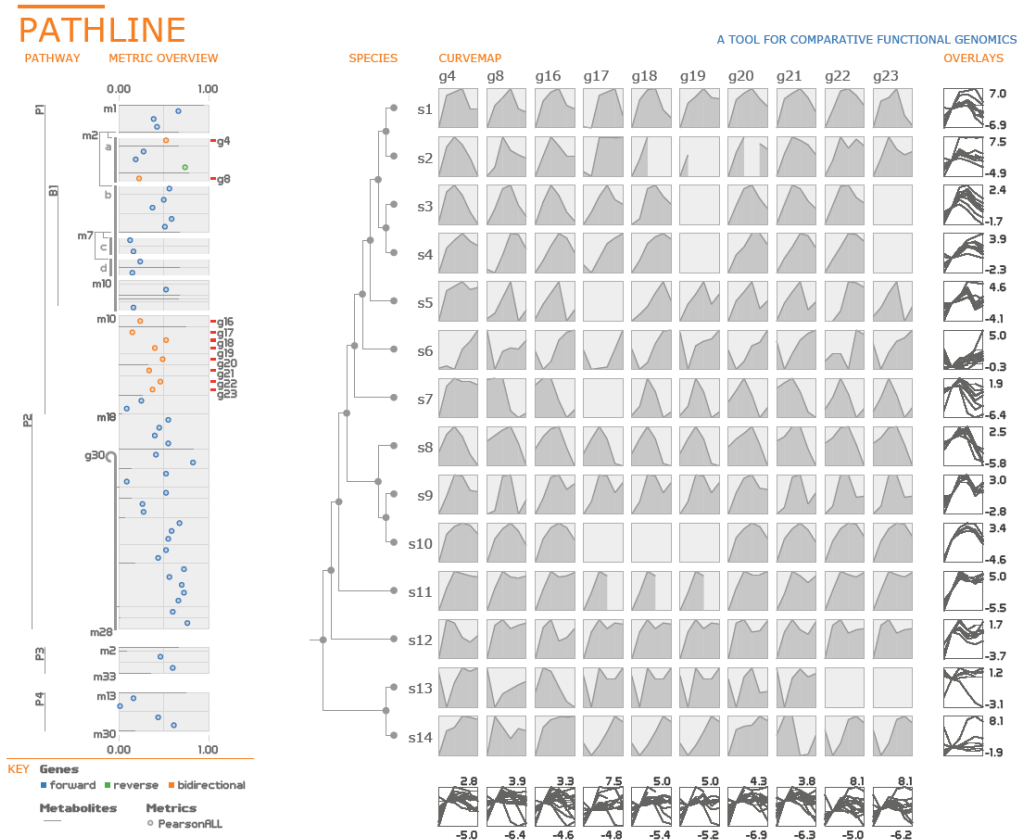 PATHLINE
A TOOL FOR COMPARATIVE FUNCTIONAL GENOMICS
PATHWAY METRIC OVERVIEW SPECIES CURVEMAP OVERLAYS
g4 g8 g16 g17 g18 g19 g20 g21 g22 g23
0.00 1.00
P1
B1
P2
P3
P4
m1
m2
a
b
m7
c
d
m10
m10
m18
g30
m28
m2
m33
m13
m30
0.00 1.00
g4
g8
g16
g17
g18
g19
g20
g21
g22
g23
s1 7.0
-6.9
s2 7.5
-4.9
s3 2.4
-1.7
s4 3.9
-2.3
s5 4.6
-4.1
s6 5.0
-0.3
s7 1.9
-6.4
s8 2.5
-5.8
s9 3.0
-2.8
s10 3.4
-4.6
s11 5.0
-5.5
s12 1.7
-3.7
s13 1.2
-3.1
s14 8.1
-1.9
2.8 3.9 3.3 7.5 5.0 5.0 4.3 3.8 8.1 8.1
-5.0 -6.4 -4.6 -4.8 -5.4 -5.2 -6.9 -6.3 -5.0 -6.2
KEY Genes
forward reverse bidirectional
Metabolites Metrics
PearsonALL